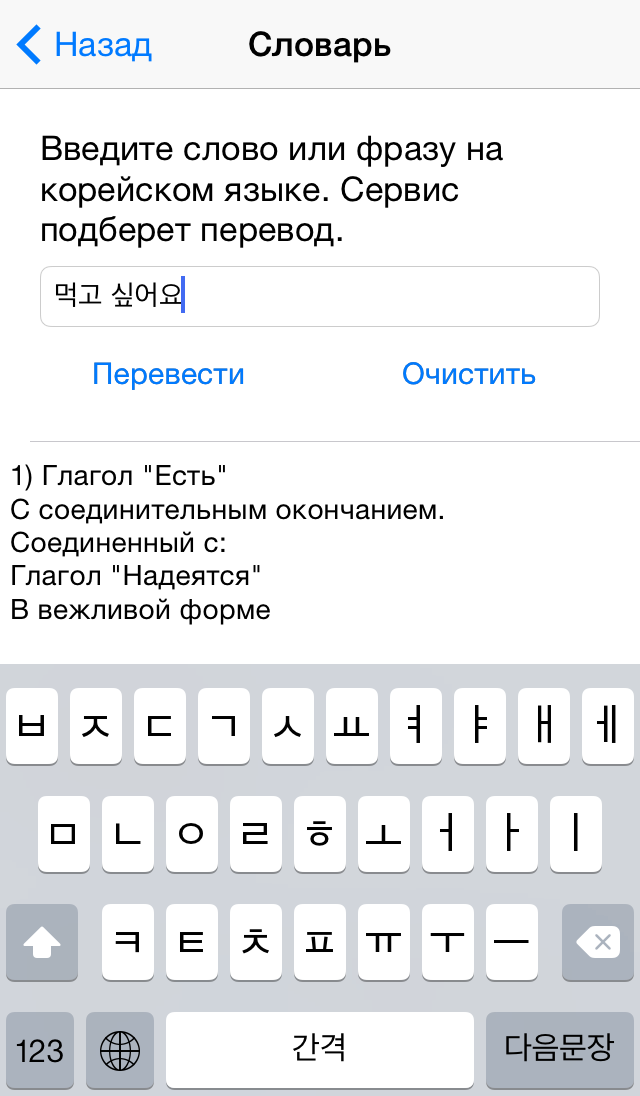 Назад Словарь
Введите слово или фразу на
корейском языке. Сервис
подберет перевод.
먹고 싶어요
Перевести Очистить
1) Глагол "Есть"
С соединительным окончанием.
Соединенный с:
Глагол "Надеятся"
В вежливой форме
ㅂ ㅈ ㄷ ㄱ ㅅ ㅛ ㅕ ㅑ ㅐ ㅔ
ㅁ ㄴ ㅇ ㄹ ㅎ ㅗ ㅓ ㅏ ㅣ
ㅋ ㅌ ㅊ ㅍ ㅠ ㅜ ㅡ
123 간격 다음문장